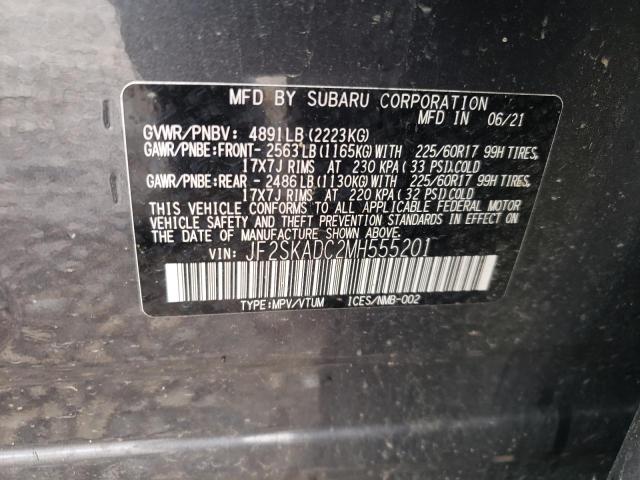 MFD BY SUBARU CORPORATION
MFD IN 06/21
GVWR/PNBV: 4891LB(2223KG)
GAWR/PNBE:FRONT- 2563LB(1165KG)WITH 225/60R17 99H TIRES,
17X7J RIMS AT 230 KPA(33 PSI)COLD
GAWR/PNBE:REAR - 2486LB(1130KG)WITH 225/60R17 99H TIRES,
17X7J RIMS AT 220 KPA(32 PSI)COLD
THIS VEHICLE CONFORMS TO ALL APPLICABLE FEDERAL MOTOR
VEHICLE SAFETY AND THEFT PREVENTION STANDARDS IN EFFECT ON
THE DATE OF MANUFACTURE SHOWN ABOVE.
VIN: JF2SKADC2MH555201
TYPE:MPV/VTUM ICES/NMB-002